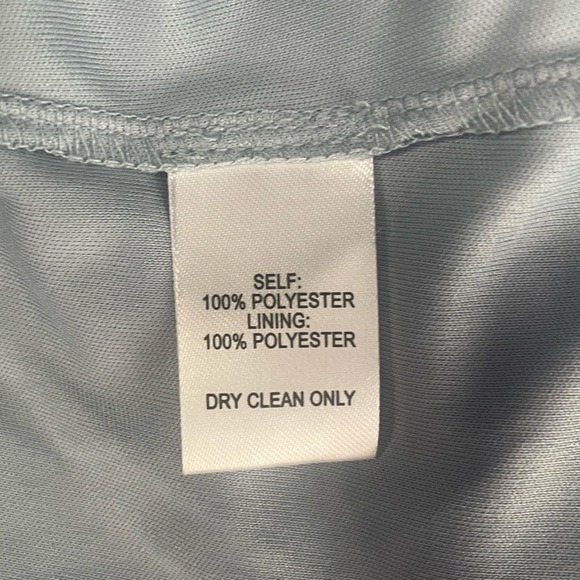 SELF:
100% POLYESTER
LINING:
100% POLYESTER
DRY CLEAN ONLY